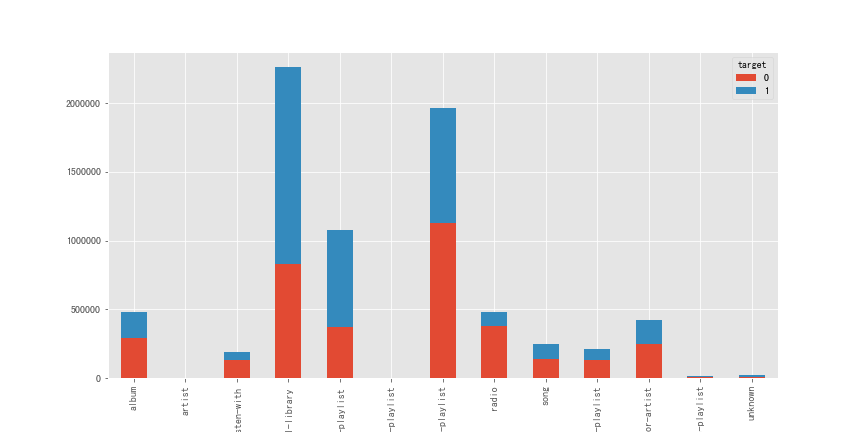 target
0
1
2000000
1500000
1000000
500000
0
album
artist
sten-with
l-library
-playlist
-playlist
-playlist
radio
song
-playlist
or-artist
-playlist
unknown